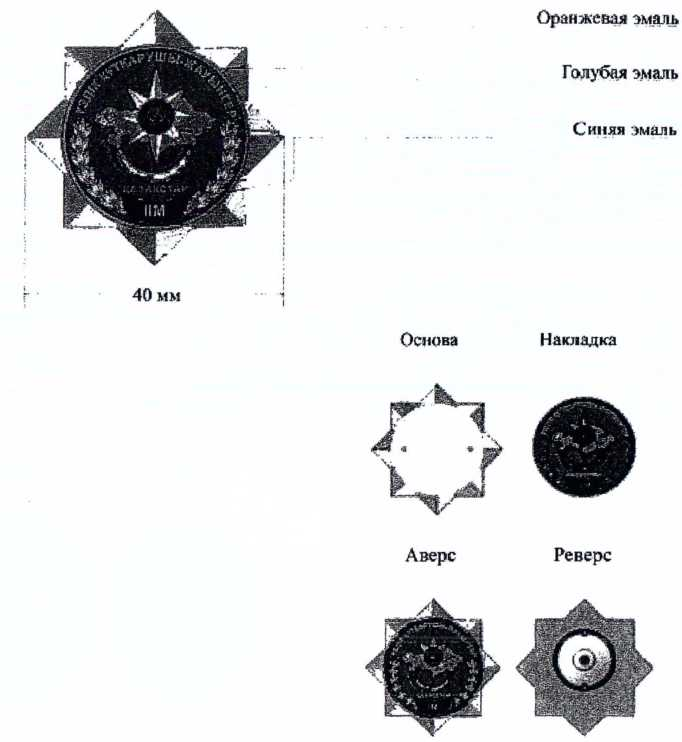 Оранжевая эмаль
Голубая эмаль
Синяя эмаль
ҚАЗАҚСТАН
ІІМ
40 мм
Основа
Накладка
Аверс
Реверс